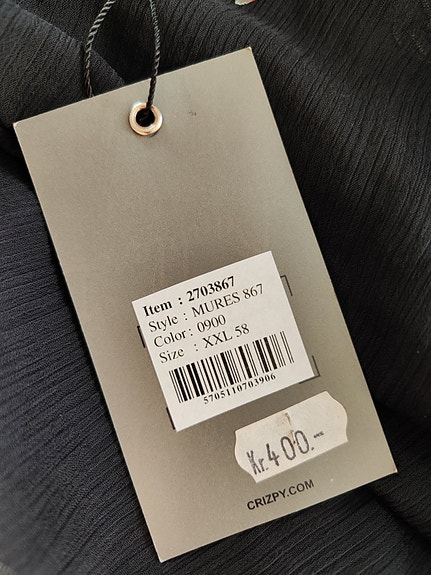 Item : 2703867
Style : MURES 867
Color : 0900
Size : XXL 58
5705110703906
Kr.400.-
CRIZPY.COM